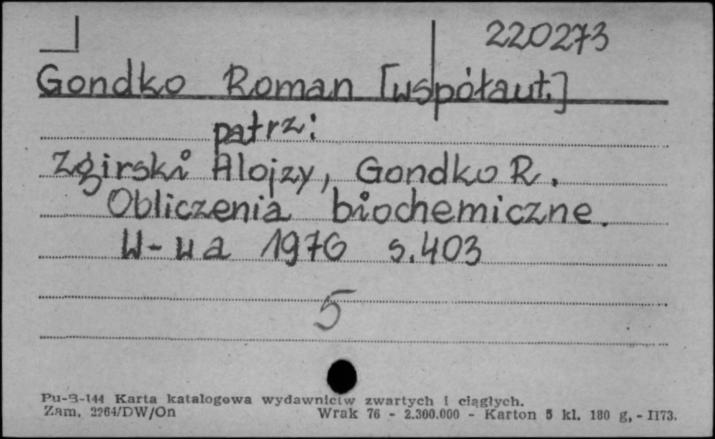 220273
Gondko Roman [współaut.]
patrz:
Zgirski Alojzy, Gondko R.
Obliczenia biochemiczne.
W-wa 1976 s.403
5
Pu-B-144 Karta katalogowa wydawnictw zwartych i ciągłych.
Zam. 2264/DW/On Wrak 76 - 2.300.000 - Karton 5 kl. 180 g. - I173.